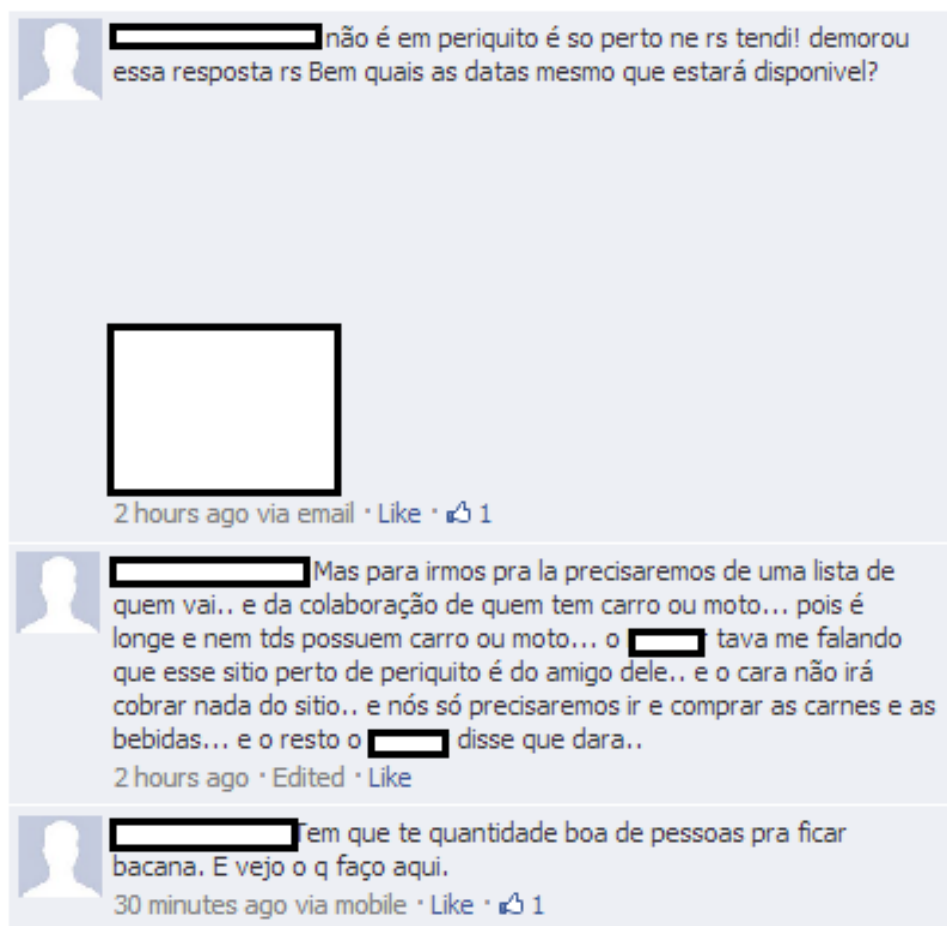 não é em periquito é so perto ne rs tendi! demorou
essa resposta rs Bem quais as datas mesmo que estará disponivel?
2 hours ago via email · Like · 1
Mas para irmos pra la precisaremos de uma lista de
quem vai.. e da colaboração de quem tem carro ou moto... pois é
longe e nem tds possuem carro ou moto... o tava me falando
que esse sitio perto de periquito é do amigo dele.. e o cara não irá
cobrar nada do sitio.. e nós só precisaremos ir e comprar as carnes e as
bebidas... e o resto o disse que dara..
2 hours ago · Edited · Like
Tem que te quantidade boa de pessoas pra ficar
bacana. E vejo o q faço aqui.
30 minutes ago via mobile · Like · 1